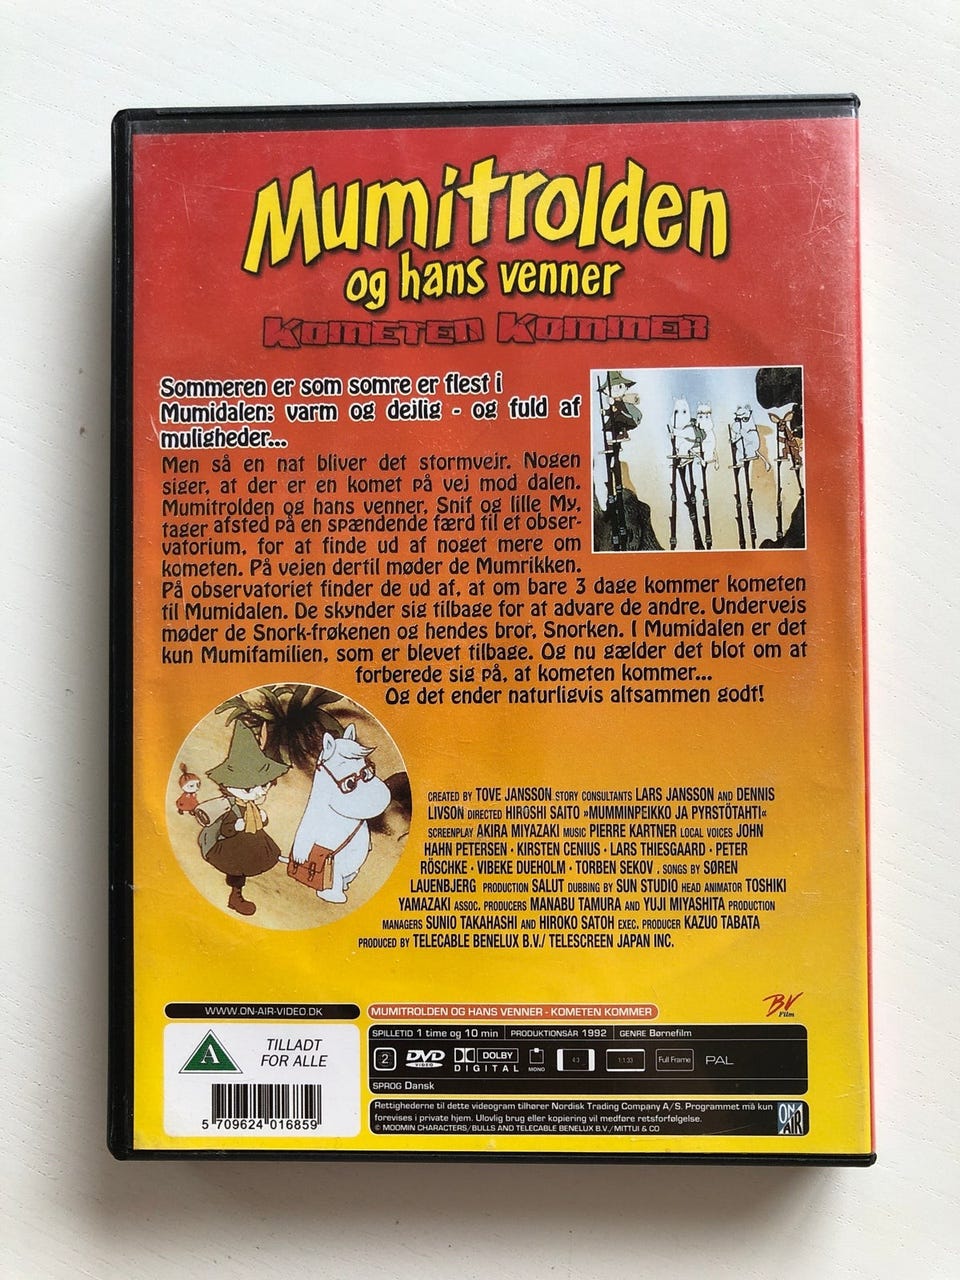 Mumitrolden
og hans venner
KOMETEN KOMMER
Sommeren er som somre er flest i
Mumidalen: varm og dejlig - og fuld af
muligheder...
Men så en nat bliver det stormvejr. Nogen
siger, at der er en komet på vej mod dalen.
Mumitrolden og hans venner, Snif og lille My,
tager afsted på en spændende færd til et obser-
vatorium, for at finde ud af noget mere om
kometen. På vejen dertil møder de Mumrikken.
På observatoriet finder de ud af, at om bare 3 dage kommer kometen
til Mumidalen. De skynder sig tilbage for at advare de andre. Undervejs
møder de Snork-frøkenen og hendes bror, Snorken. I Mumidalen er det
kun Mumifamilien, som er blevet tilbage. Og nu gælder det blot om at
forberede sig på, at kometen kommer...
Og det ender naturligvis altsammen godt!
CREATED BY TOVE JANSSON STORY CONSULTANTS LARS JANSSON AND DENNIS
LIVSON DIRECTED HIROSHI SAITO »MUMMINPEIKKO JA PYRSTÖTAHTI«
SCREENPLAY AKIRA MIYAZAKI MUSIC PIERRE KARTNER LOCAL VOICES JOHN
HAHN PETERSEN · KIRSTEN CENIUS · LARS THIESGAARD · PETER
RÖSCHKE · VIBEKE DUEHOLM · TORBEN SEKOV . SONGS BY SØREN
LAUENBJERG PRODUCTION SALUT DUBBING BY SUN STUDIO HEAD ANIMATOR TOSHIKI
YAMAZAKI ASSOC. PRODUCERS MANABU TAMURA AND YUJI MIYASHITA PRODUCTION
MANAGERS SUNIO TAKAHASHI AND HIROKO SATOH EXEC. PRODUCER KAZUO TABATA
PRODUCED BY TELECABLE BENELUX B.V./ TELESCREEN JAPAN INC.
BV
Film
WWW.ON-AIR-VIDEO.DK
MUMITROLDEN OG HANS VENNER - KOMETEN KOMMER
SPILLETID 1 time og 10 min PRODUKTIONSÅR 1992 GENRE Børnefilm
A
TILLADT
FOR ALLE
2 DVD VIDEO DOLBY DIGITAL MONO 4:3 1:1.33 Full Frame PAL
SPROG Dansk
5 709624 016859
Rettighederne til dette videogram tilhører Nordisk Trading Company A/S. Programmet må kun
forevises i private hjem. Ulovlig brug eller kopiering vil medføre retsforfølgelse.
© MOOMIN CHARACTERS/BULLS AND TELECABLE BENELUX B.V./MITTUI & CO
ON AIR